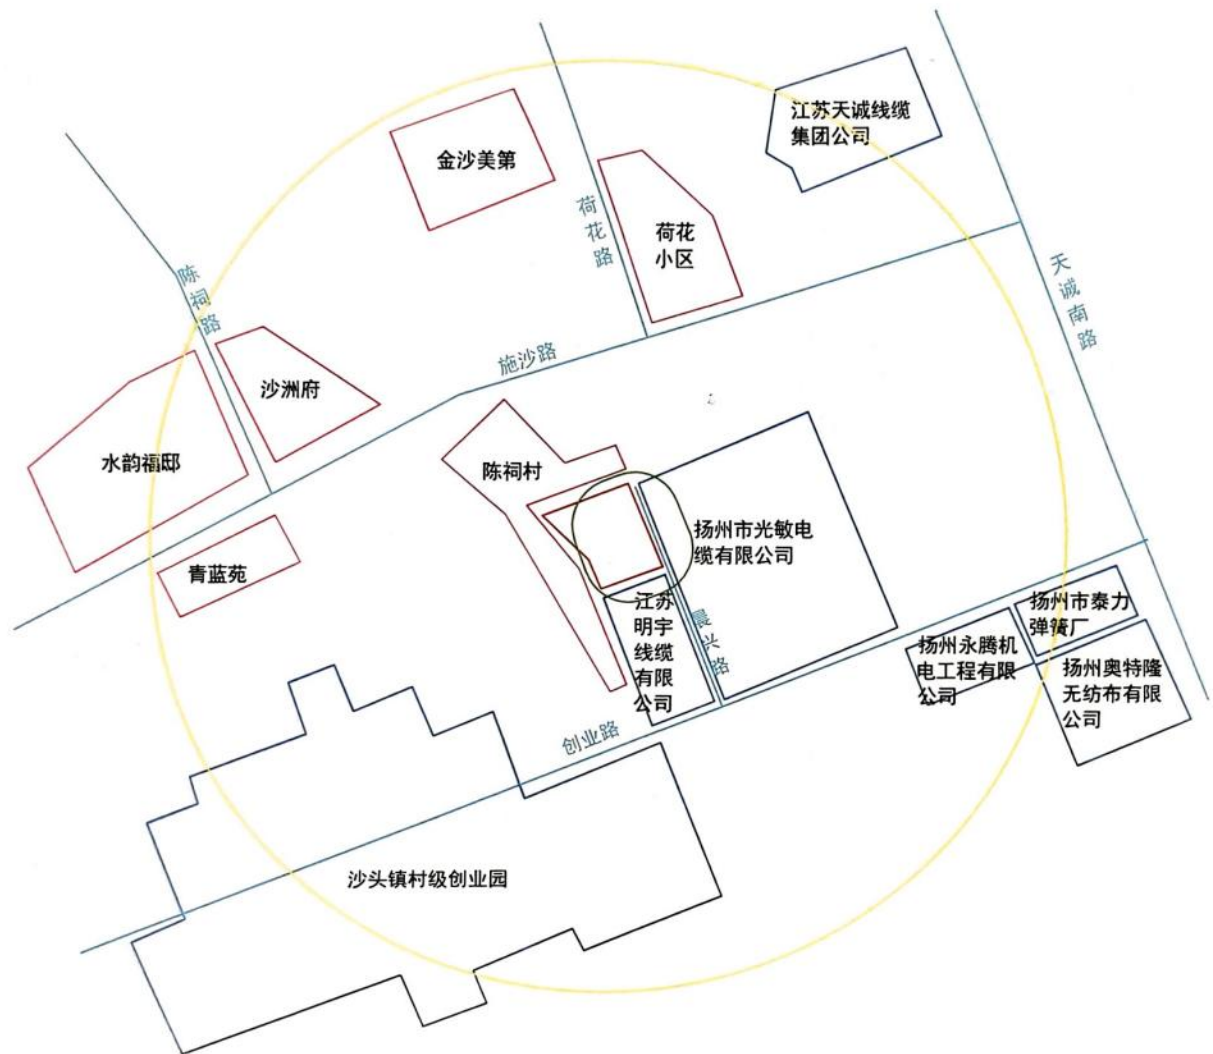 江苏天诚线缆
集团公司
金沙美第
荷花路
荷花
小区
天诚南路
陈祠路
施沙路
沙洲府
水韵福邸
陈祠村
扬州市光敏电
缆有限公司
青蓝苑
江苏
明宇
线缆
有限
公司
晨兴路
扬州市泰力
弹簧厂
扬州永腾机
电工程有限
公司
扬州奥特隆
无纺布有限
公司
创业路
沙头镇村级创业园